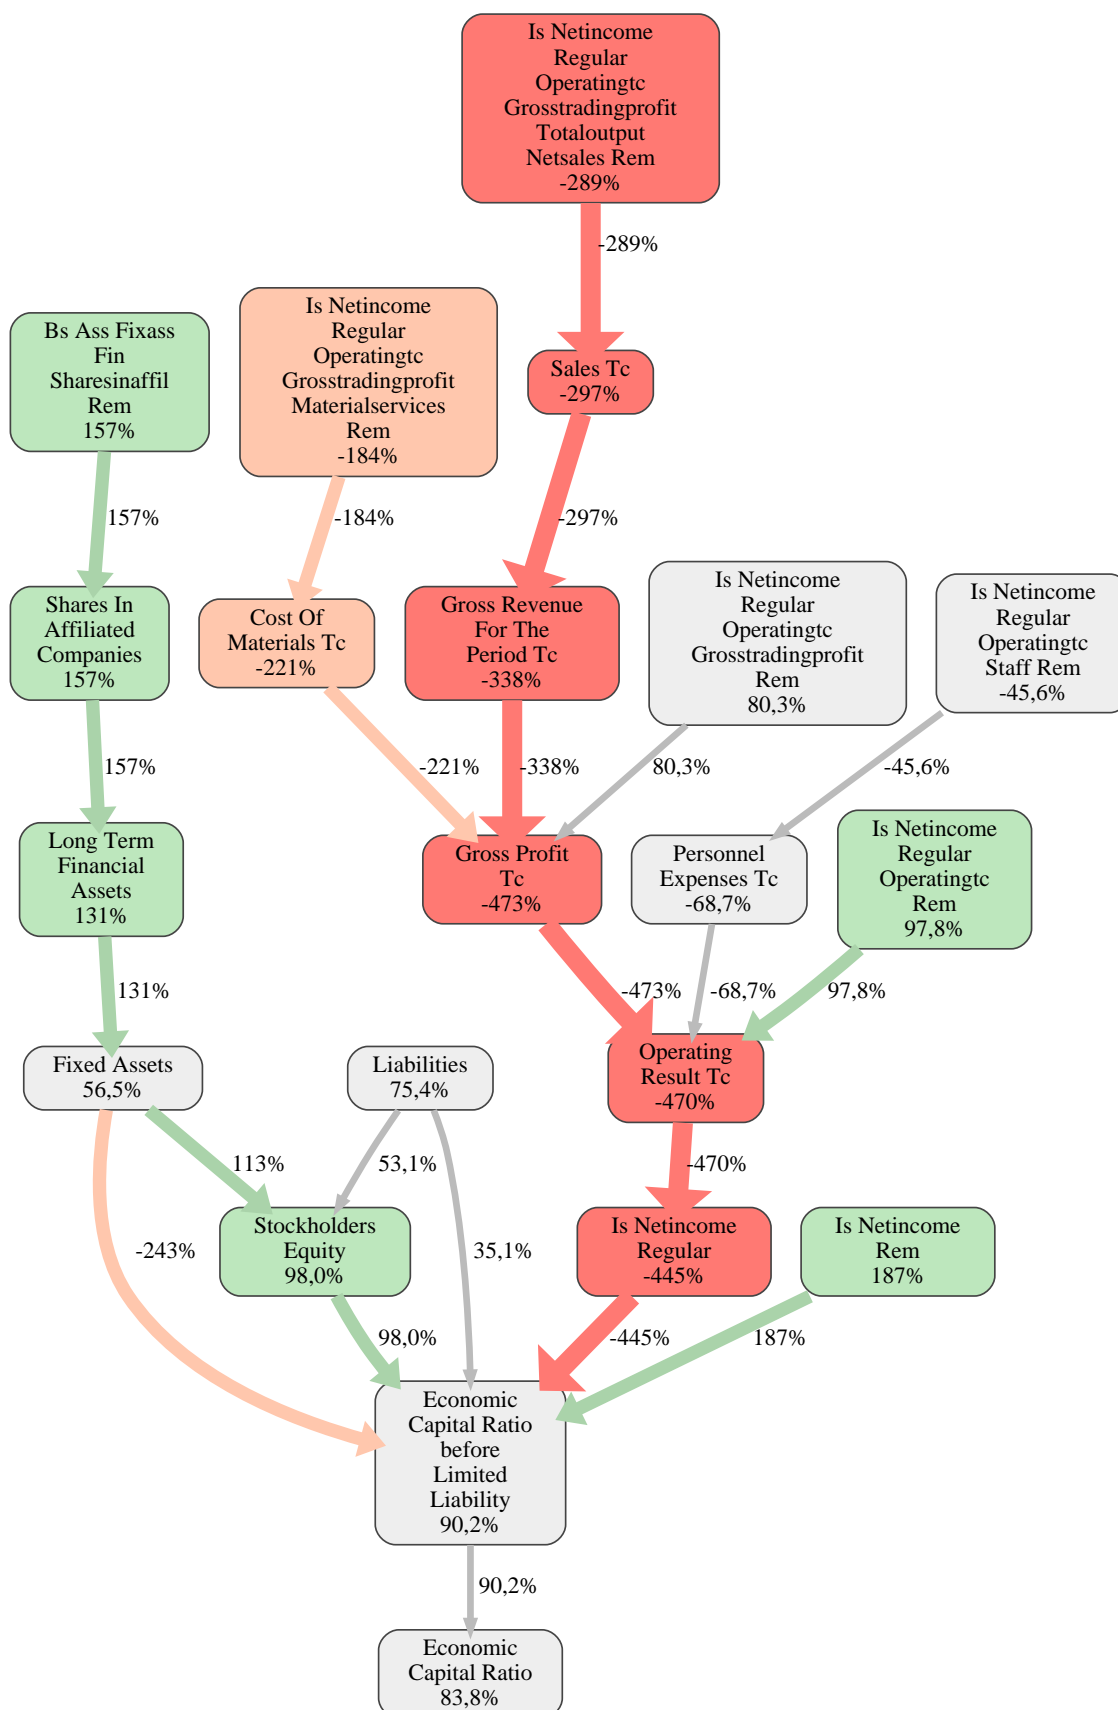 Is Netincome
Regular
Operatingtc
Grosstradingprofit
Totaloutput
Netsales Rem
-289%
-289%
Bs Ass Fixass
Fin
Sharesinaffil
Rem
157%
Is Netincome
Regular
Operatingtc
Grosstradingprofit
Materialservices
Rem
-184%
Sales Tc
-297%
157%
-184%
-297%
Shares In
Affiliated
Companies
157%
Cost Of
Materials Tc
-221%
Gross Revenue
For The
Period Tc
-338%
Is Netincome
Regular
Operatingtc
Grosstradingprofit
Rem
80,3%
Is Netincome
Regular
Operatingtc
Staff Rem
-45,6%
157%
-221%
-338%
80,3%
-45,6%
Long Term
Financial
Assets
131%
Gross Profit
Tc
-473%
Personnel
Expenses Tc
-68,7%
Is Netincome
Regular
Operatingtc
Rem
97,8%
131%
-473%
-68,7%
97,8%
Fixed Assets
56,5%
Liabilities
75,4%
Operating
Result Tc
-470%
113%
53,1%
-470%
-243%
Stockholders
Equity
98,0%
35,1%
Is Netincome
Regular
-445%
Is Netincome
Rem
187%
98,0%
-445%
187%
Economic
Capital Ratio
before
Limited
Liability
90,2%
90,2%
Economic
Capital Ratio
83,8%